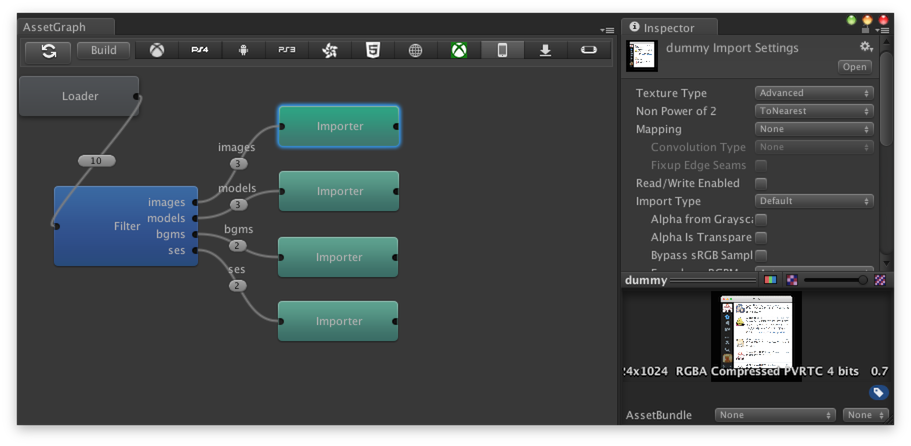 AssetGraph
Build
PS4
PS3
5
Loader
10
images
3
models
3
bgms
2
ses
2
Filter
images
models
bgms
ses
Importer
Importer
Importer
Importer
Inspector
dummy Import Settings
Open
Texture Type Advanced
Non Power of 2 ToNearest
Mapping None
Convolution Type None
Fixup Edge Seams
Read/Write Enabled
Import Type Default
Alpha from Graysca
Alpha Is Transpare
Bypass sRGB Sampl
dummy
24x1024 RGBA Compressed PVRTC 4 bits 0.7
AssetBundle None None